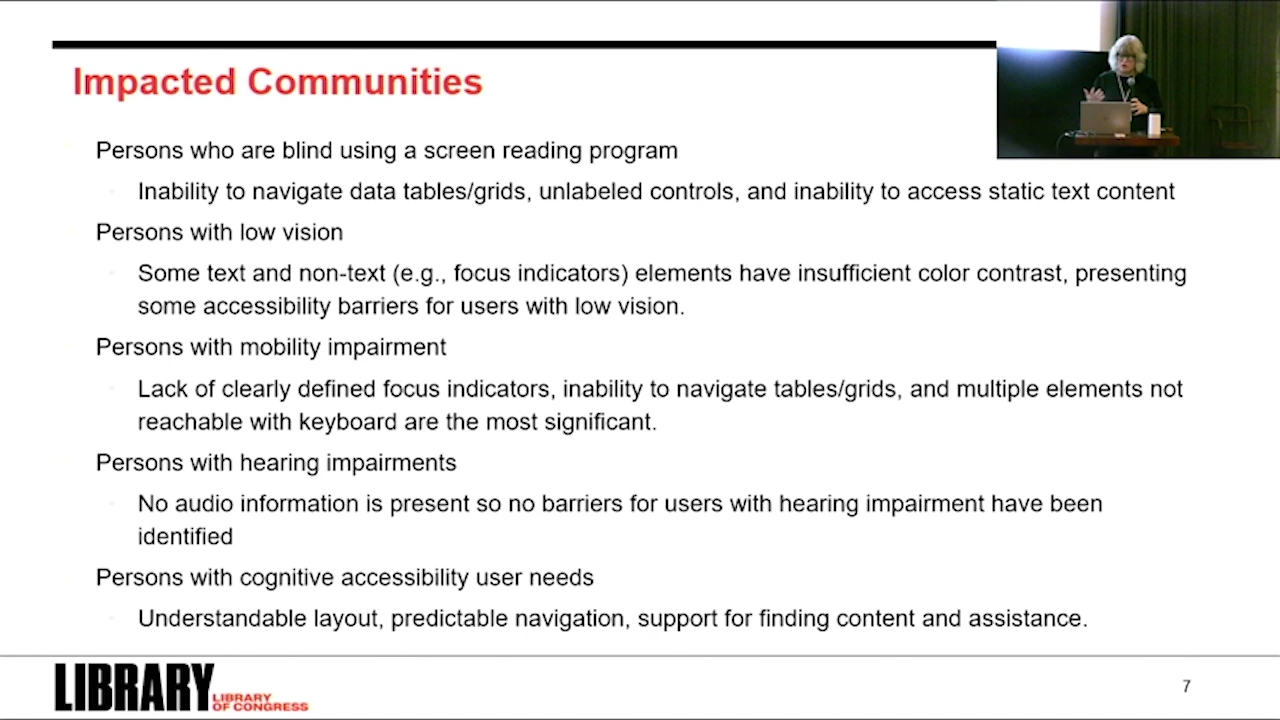 Impacted Communities
Persons who are blind using a screen reading program
Inability to navigate data tables/grids, unlabeled controls, and inability to access static text content
Persons with low vision
Some text and non-text (e.g., focus indicators) elements have insufficient color contrast, presenting
some accessibility barriers for users with low vision.
Persons with mobility impairment
Lack of clearly defined focus indicators, inability to navigate tables/grids, and multiple elements not
reachable with keyboard are the most significant.
Persons with hearing impairments
No audio information is present so no barriers for users with hearing impairment have been
identified
Persons with cognitive accessibility user needs
Understandable layout, predictable navigation, support for finding content and assistance.
LIBRARY
LIBRARY
OF CONGRESS
7